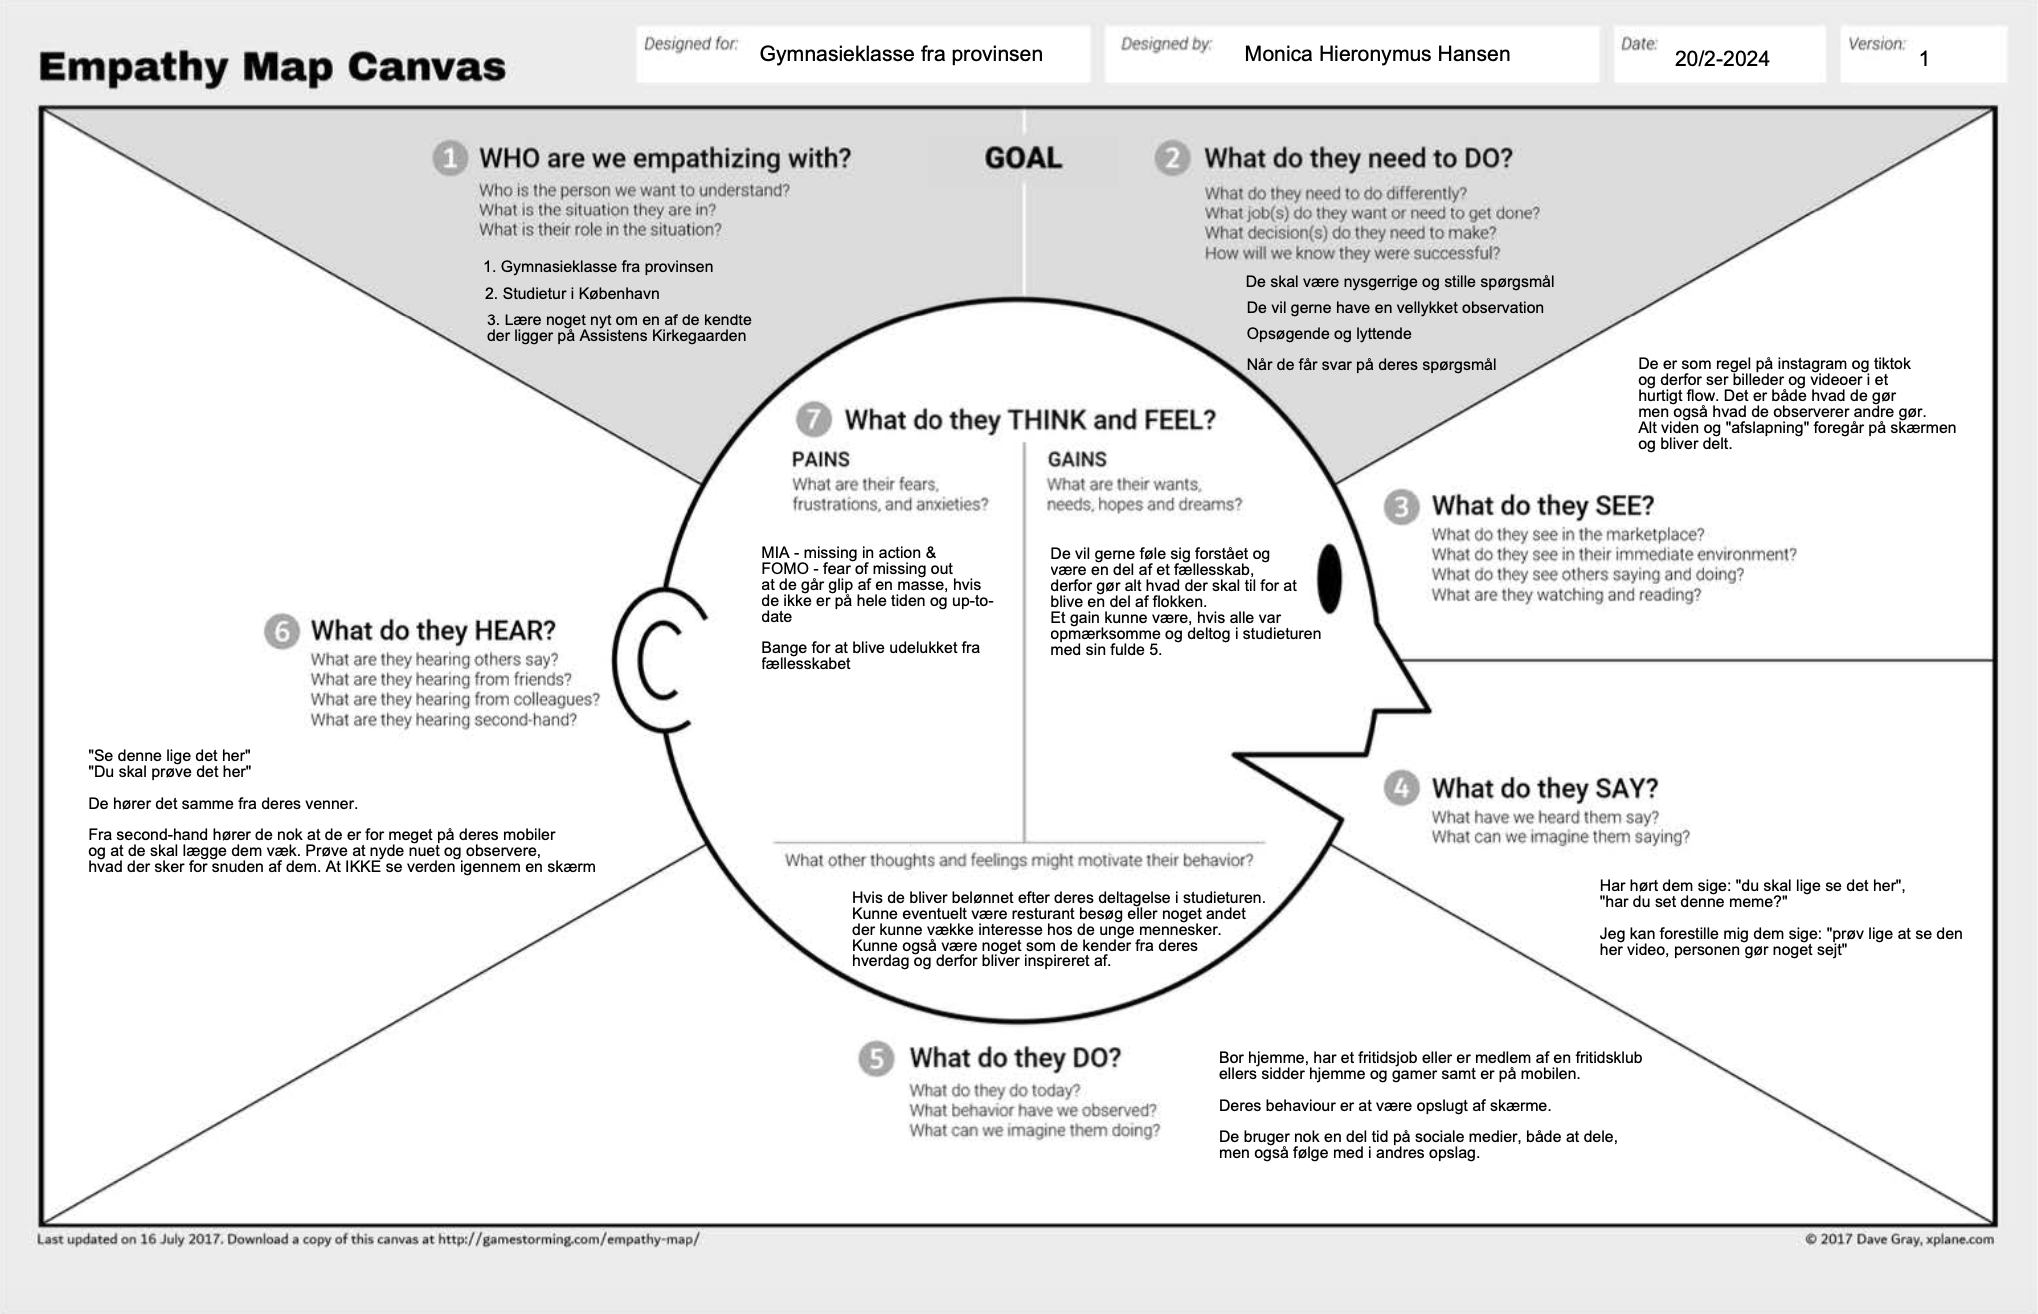 Empathy Map Canvas
Designed for: Gymnasieklasse fra provinsen
Designed by: Monica Hieronymus Hansen
Date: 20/2-2024
Version: 1
GOAL
1 WHO are we empathizing with?
Who is the person we want to understand?
What is the situation they are in?
What is their role in the situation?
1. Gymnasieklasse fra provinsen
2. Studietur i København
3. Lære noget nyt om en af de kendte
der ligger på Assistens Kirkegaarden
2 What do they need to DO?
What do they need to do differently?
What job(s) do they want or need to get done?
What decision(s) do they need to make?
How will we know they were successful?
De skal være nysgerrige og stille spørgsmål
De vil gerne have en vellykket observation
Opsøgende og lyttende
Når de får svar på deres spørgsmål
De er som regel på instagram og tiktok
og derfor ser billeder og videoer i et
hurtigt flow. Det er både hvad de gør
men også hvad de observerer andre gør.
Alt viden og "afslapning" foregår på skærmen
og bliver delt.
3 What do they SEE?
What do they see in the marketplace?
What do they see in their immediate environment?
What do they see others saying and doing?
What are they watching and reading?
4 What do they SAY?
What have we heard them say?
What can we imagine them saying?
Har hørt dem sige: "du skal lige se det her",
"har du set denne meme?"
Jeg kan forestille mig dem sige: "prøv lige at se den
her video, personen gør noget sejt"
5 What do they DO?
What do they do today?
What behavior have we observed?
What can we imagine them doing?
Bor hjemme, har et fritidsjob eller er medlem af en fritidsklub
ellers sidder hjemme og gamer samt er på mobilen.
Deres behaviour er at være opslugt af skærme.
De bruger nok en del tid på sociale medier, både at dele,
men også følge med i andres opslag.
6 What do they HEAR?
What are they hearing others say?
What are they hearing from friends?
What are they hearing from colleagues?
What are they hearing second-hand?
"Se denne lige det her"
"Du skal prøve det her"
De hører det samme fra deres venner.
Fra second-hand hører de nok at de er for meget på deres mobiler
og at de skal lægge dem væk. Prøve at nyde nuet og observere,
hvad der sker for snuden af dem. At IKKE se verden igennem en skærm
7 What do they THINK and FEEL?
PAINS
What are their fears,
frustrations, and anxieties?
MIA - missing in action &
FOMO - fear of missing out
at de går glip af en masse, hvis
de ikke er på hele tiden og up-to-
date
Bange for at blive udelukket fra
fællesskabet
GAINS
What are their wants,
needs, hopes and dreams?
De vil gerne føle sig forstået og
være en del af et fællesskab,
derfor gør alt hvad der skal til for at
blive en del af flokken.
Et gain kunne være, hvis alle var
opmærksomme og deltog i studieturen
med sin fulde 5.
What other thoughts and feelings might motivate their behavior?
Hvis de bliver belønnet efter deres deltagelse i studieturen.
Kunne eventuelt være resturant besøg eller noget andet
der kunne vække interesse hos de unge mennesker.
Kunne også være noget som de kender fra deres
hverdag og derfor bliver inspireret af.
Last updated on 16 July 2017. Download a copy of this canvas at http://gamestorming.com/empathy-map/
© 2017 Dave Gray, xplane.com